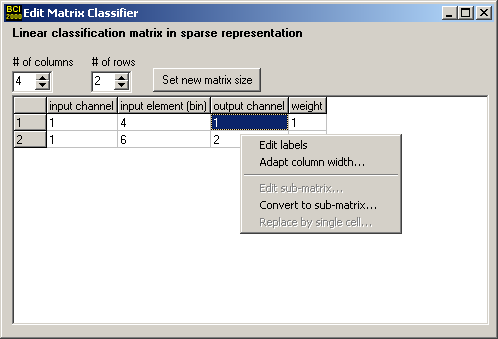 BCI
2000
Edit Matrix Classifier
Linear classification matrix in sparse representation
# of columns # of rows
4 2 Set new matrix size
input channel input element (bin) output channel weight
1 1 4 1 1
2 1 6 2
Edit labels
Adapt column width...
Edit sub-matrix...
Convert to sub-matrix...
Replace by single cell...